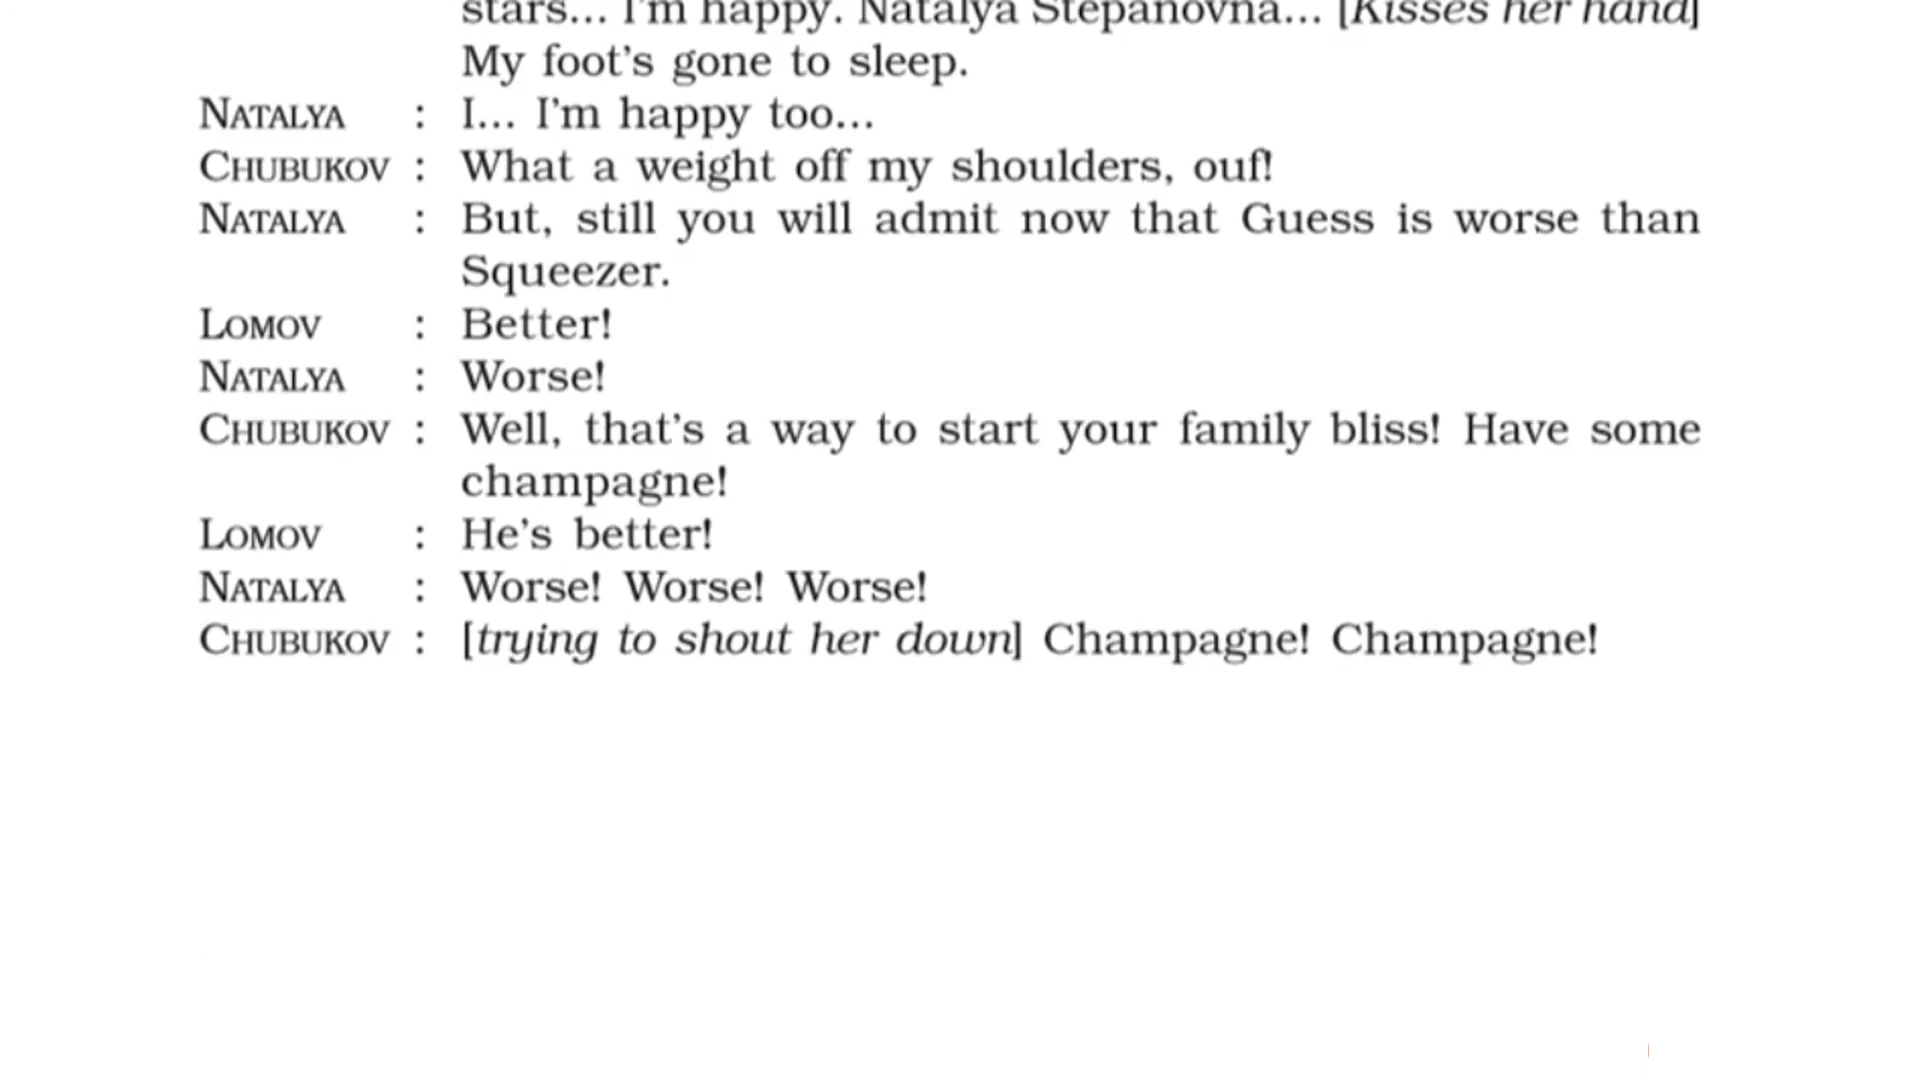 stars... I'm happy. Natalya Stepanovna... [Kisses her hand]
My foot's gone to sleep.
NATALYA : I... I'm happy too...
CHUBUKOV : What a weight off my shoulders, ouf!
NATALYA : But, still you will admit now that Guess is worse than
Squeezer.
LOMOV : Better!
NATALYA : Worse!
CHUBUKOV : Well, that's a way to start your family bliss! Have some
champagne!
LOMOV : He's better!
NATALYA : Worse! Worse! Worse!
CHUBUKOV : [trying to shout her down] Champagne! Champagne!